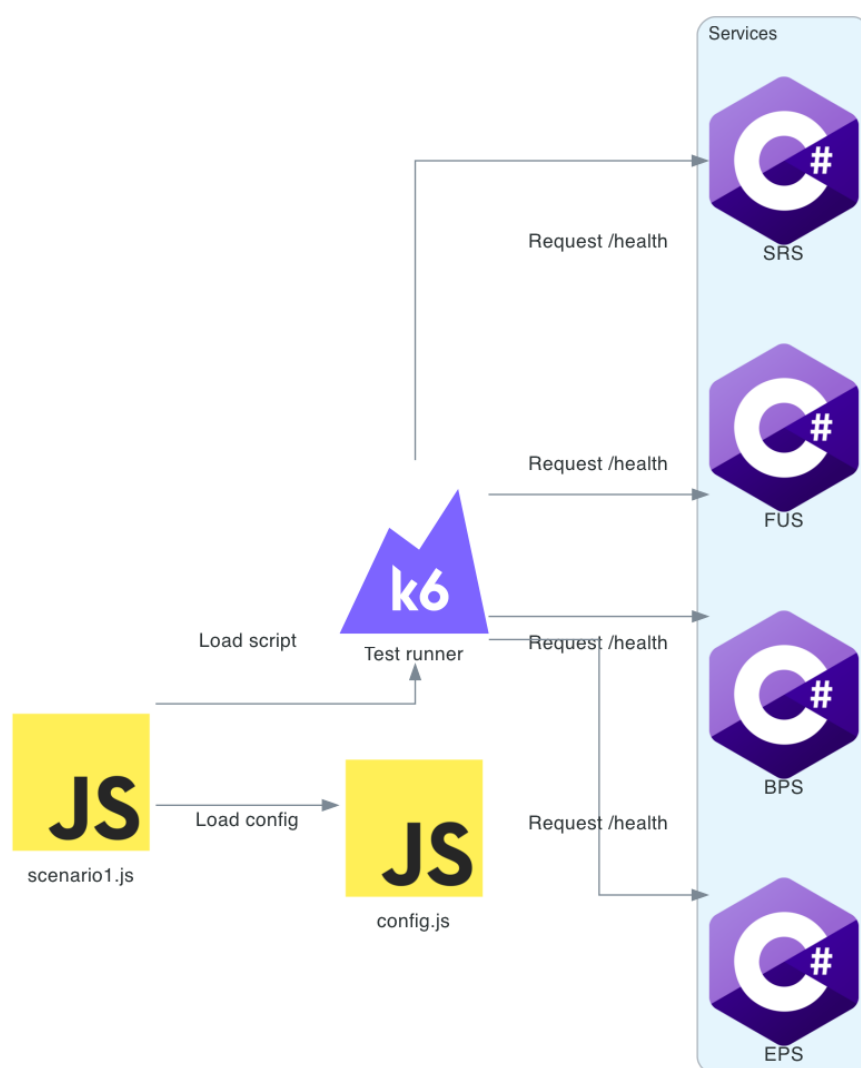 Services
C#
SRS
Request /health
Request /health
C#
FUS
k6
Test runner
Load script
Request /health
C#
BPS
JS
scenario1.js
Load config
JS
config.js
Request /health
C#
EPS